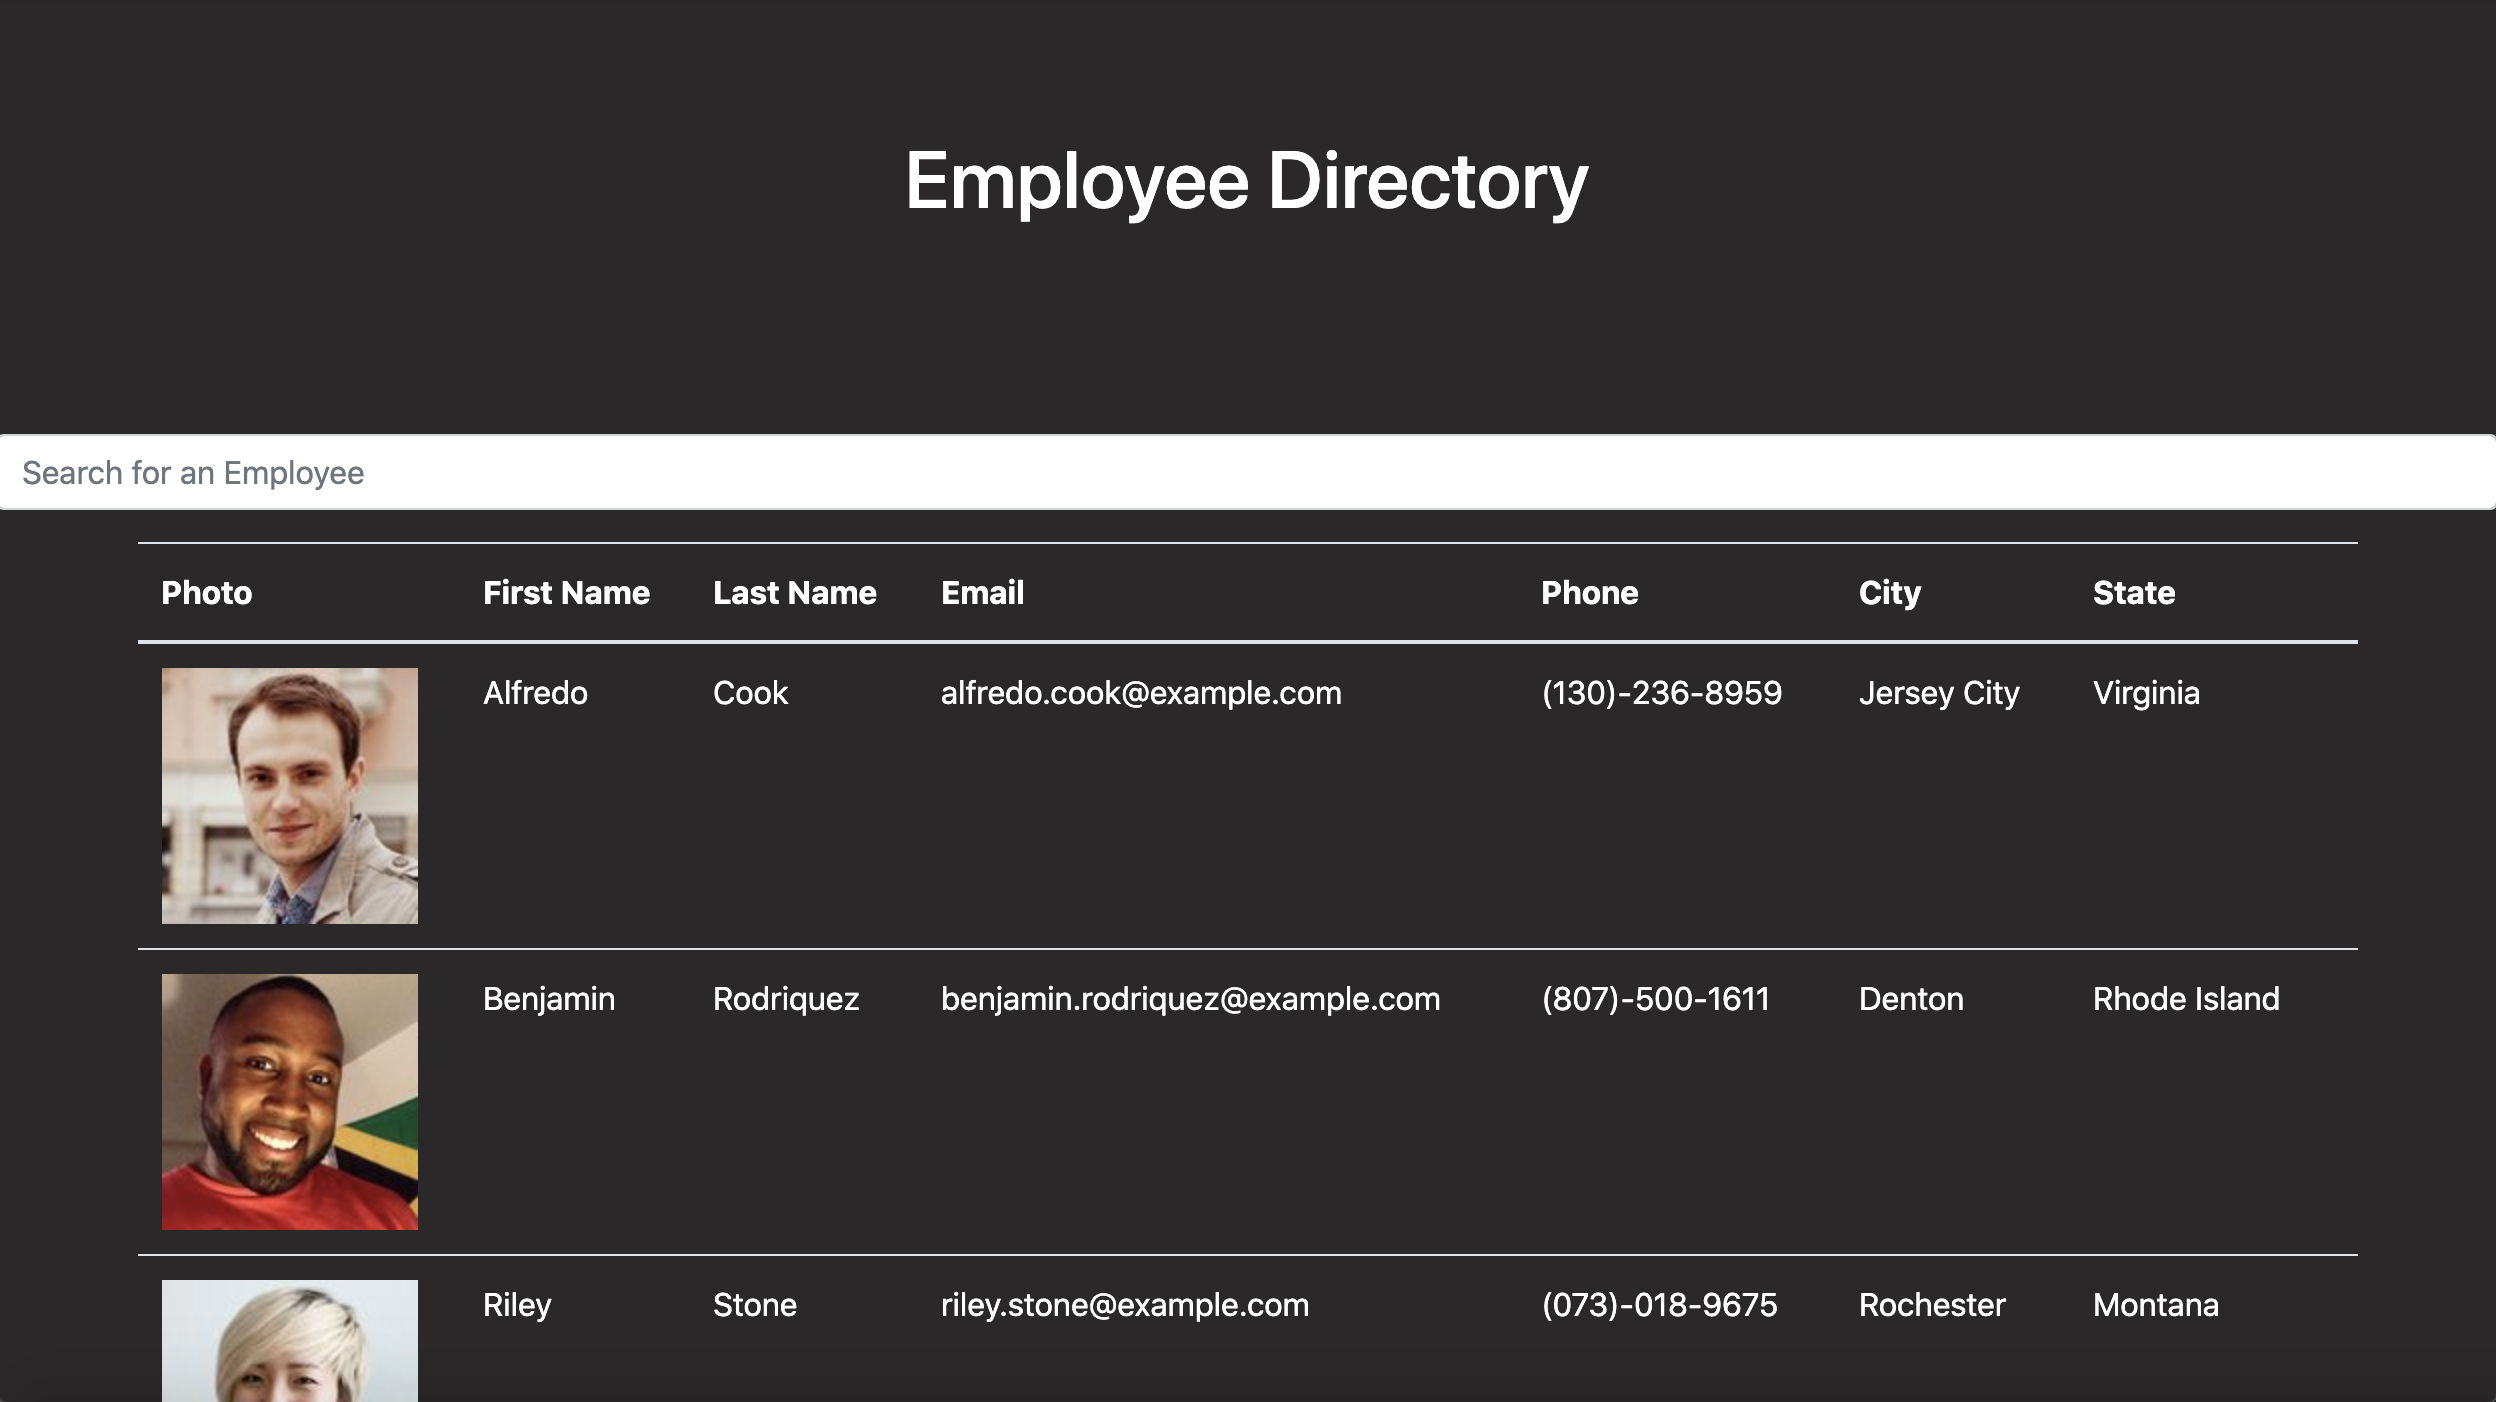 Employee Directory
Search for an Employee
Photo First Name Last Name Email Phone City State
Alfredo Cook alfredo.cook@example.com (130)-236-8959 Jersey City Virginia
Benjamin Rodriquez benjamin.rodriquez@example.com (807)-500-1611 Denton Rhode Island
Riley Stone riley.stone@example.com (073)-018-9675 Rochester Montana